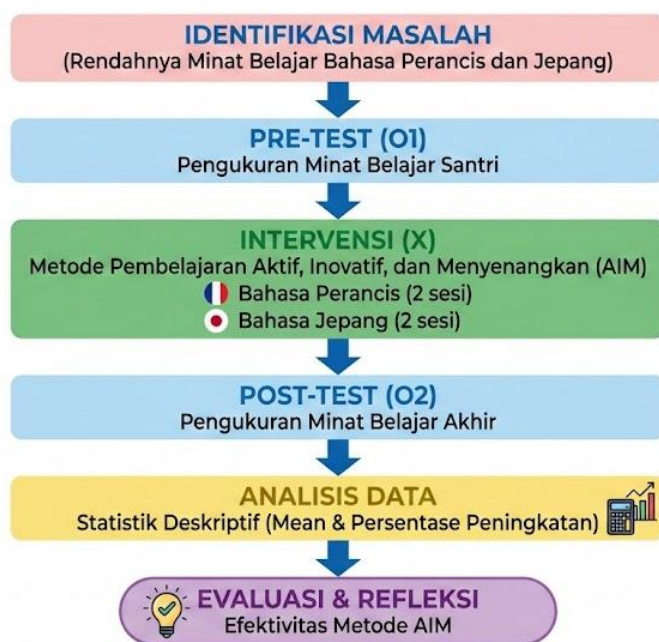 IDENTIFIKASI MASALAH
(Rendahnya Minat Belajar Bahasa Perancis dan Jepang)
PRE-TEST (O1)
Pengukuran Minat Belajar Santri
INTERVENSI (X)
Metode Pembelajaran Aktif, Inovatif, dan Menyenangkan (AIM)
Bahasa Perancis (2 sesi)
Bahasa Jepang (2 sesi)
POST-TEST (O2)
Pengukuran Minat Belajar Akhir
ANALISIS DATA
Statistik Deskriptif (Mean & Persentase Peningkatan)
EVALUASI & REFLEKSI
Efektivitas Metode AIM